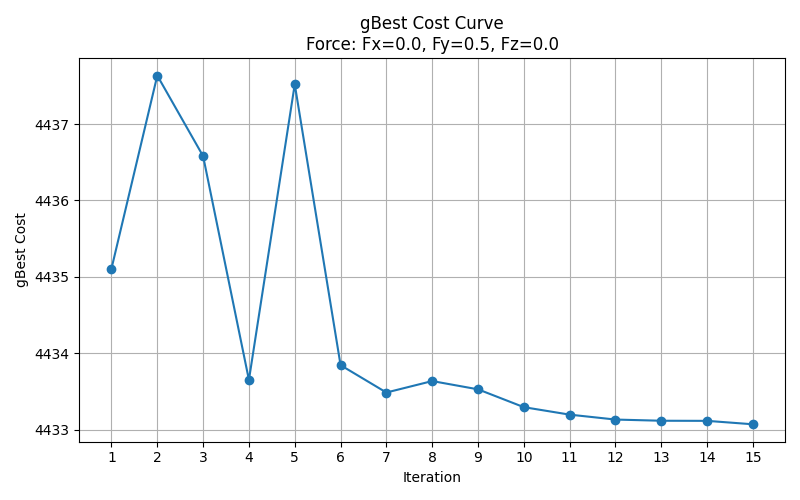 gBest Cost Curve
Force: Fx=0.0, Fy=0.5, Fz=0.0
gBest Cost
4437
4436
4435
4434
4433
1 2 3 4 5 6 7 8 9 10 11 12 13 14 15
Iteration